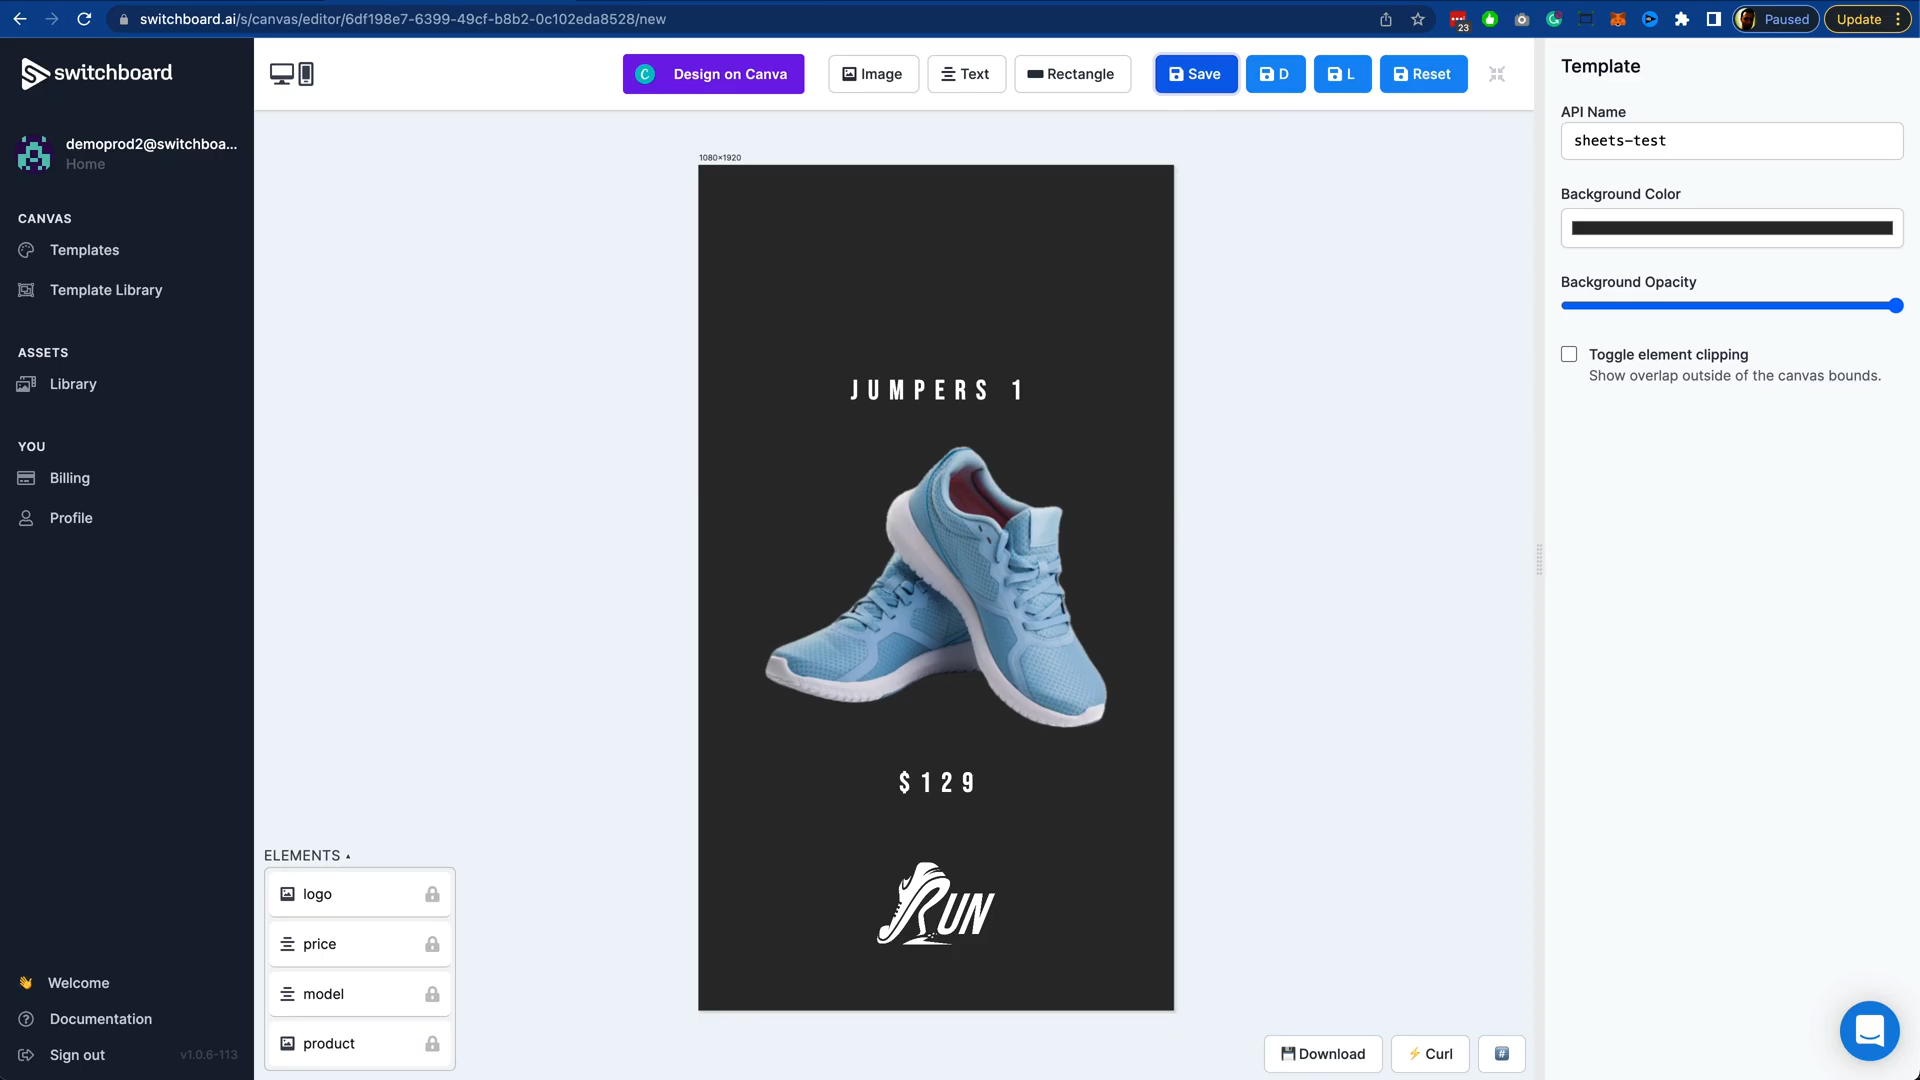 switchboard.ai/s/canvas/editor/6df198e7-6399-49cf-b8b2-0c102eda8528/new
23
Paused
Update
switchboard
demoprod2@switchboa...
Home
CANVAS
Templates
Template Library
ASSETS
Library
YOU
Billing
Profile
Welcome
Documentation
Sign out
v1.0.6-113
C Design on Canva
Image
Text
Rectangle
Save
D
L
Reset
1080×1920
JUMPERS 1
$129
RUN
ELEMENTS
logo
price
model
product
Download
Curl
#
Template
API Name
sheets-test
Background Color
Background Opacity
Toggle element clipping
Show overlap outside of the canvas bounds.